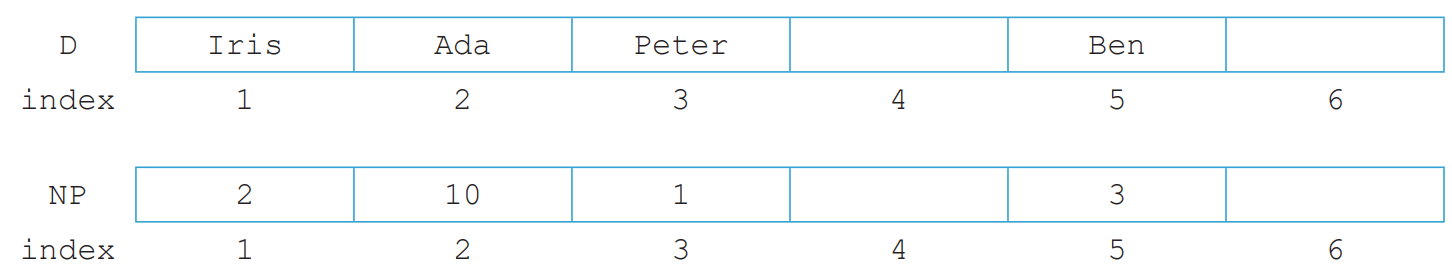 D Iris Ada Peter Ben
index 1 2 3 4 5 6
NP 2 10 1 3
index 1 2 3 4 5 6